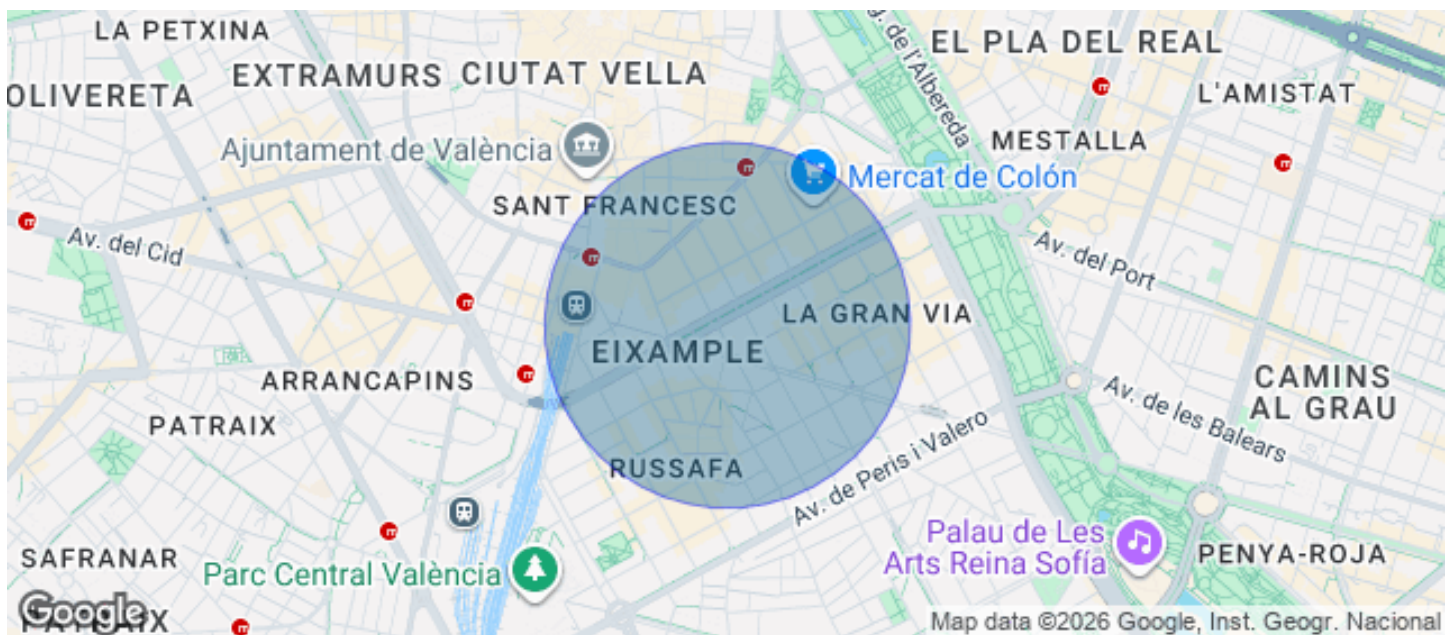 LA PETXINA
EXTRAMURS
CIUTAT VELLA
OLIVERETA
Ajuntament de València
SANT FRANCESC
Av. del Cid
Mercat de Colón
. de l'Albereda
EL PLA DEL REAL
L'AMISTAT
MESTALLA
Av. del Port
LA GRAN VIA
EIXAMPLE
ARRANCAPINS
PATRAIX
RUSSAFA
Av. de Peris i Valero
CAMINS
AL GRAU
Av. de les Balears
Palau de Les
Arts Reina Sofía
PENYA-ROJA
SAFRANAR
Parc Central València
PATRAIX
Google
Map data ©2026 Google, Inst. Geogr. Nacional